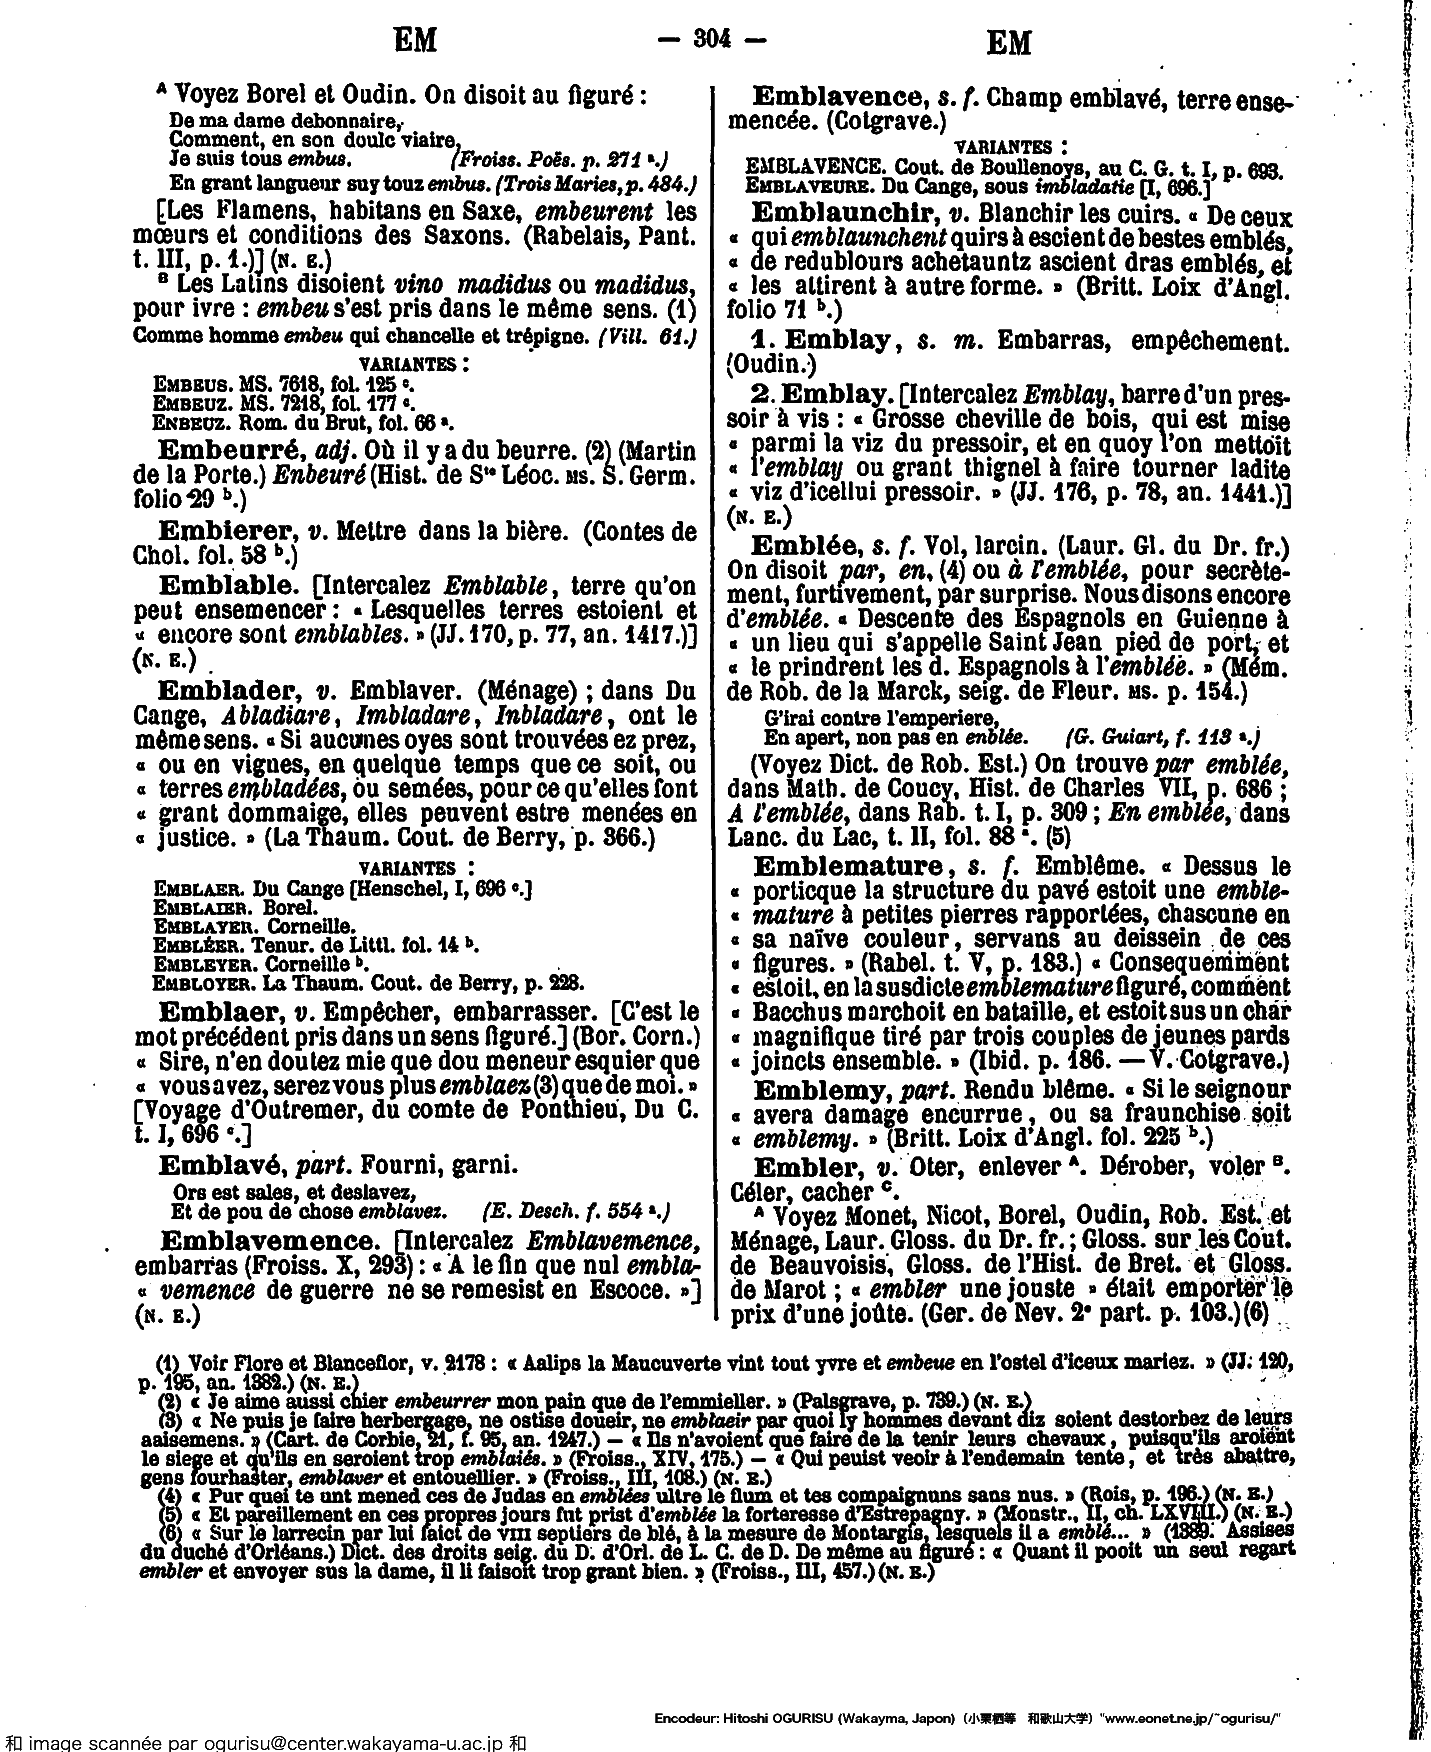 EM
— 304 —
EM
ᴬ Voyez Borel et Oudin. On disoit au figuré :
De ma dame debonnaire,
Comment, en son doulc viaire,
Je suis tous embus. (Froiss. Poës. p. 271 ª.)
En grant langueur suy touz embus. (Trois Maries, p. 484.)
[Les Flamens, habitans en Saxe, embeurent les
mœurs et conditions des Saxons. (Rabelais, Pant.
t. III, p. 1.)] (N. E.)
ᴮ Les Latins disoient vino madidus ou madidus,
pour ivre : embeu s'est pris dans le même sens. (1)
Comme homme embeu qui chancelle et trépigne. (Vill. 61.)
VARIANTES :
EMBEUS. MS. 7618, fol. 125 ᶜ.
EMBEUZ. MS. 7218, fol. 177 ᶜ.
ENBEUZ. Rom. du Brut, fol. 66 ª.
Embeurré, adj. Où il y a du beurre. (2) (Martin
de la Porte.) Enbeuré (Hist. de Sᵗᵉ Léoc. MS. S. Germ.
folio 29 ᵇ.)
Embierer, v. Mettre dans la bière. (Contes de
Chol. fol. 58 ᵇ.)
Emblable. [Intercalez Emblable, terre qu'on
peut ensemencer : « Lesquelles terres estoient et
« encore sont emblables. » (JJ. 170, p. 77, an. 1417.)]
(N. E.)
Emblader, v. Emblaver. (Ménage) ; dans Du
Cange, Abladiare, Imbladare, Inbladare, ont le
même sens. « Si aucunes oyes sont trouvées ez prez,
« ou en vignes, en quelque temps que ce soit, ou
« terres embladées, ou semées, pour ce qu'elles font
« grant dommaige, elles peuvent estre menées en
« justice. » (La Thaum. Cout. de Berry, p. 366.)
VARIANTES :
EMBLAER. Du Cange [Henschel, I, 696 ᶜ.]
EMBLAIER. Borel.
EMBLAYER. Corneille.
EMBLÉER. Tenur. de Littl. fol. 14 ᵇ.
EMBLEYER. Corneille ᵇ.
EMBLOYER. La Thaum. Cout. de Berry, p. 228.
Emblaer, v. Empêcher, embarrasser. [C'est le
mot précédent pris dans un sens figuré.] (Bor. Corn.)
« Sire, n'en doutez mie que dou meneur esquier que
« vous avez, serez vous plus emblaez (3) que de moi. »
[Voyage d'Outremer, du comte de Ponthieu, Du C.
t. I, 696 ᶜ.]
Emblavé, part. Fourni, garni.
Ors est sales, et deslavez,
Et de pou de chose emblavez. (E. Desch. f. 554 ª.)
Emblavemence. [Intercalez Emblavemence,
embarras (Froiss. X, 293) : « A le fin que nul embla-
« vemence de guerre ne se remesist en Escoce. »]
(N. E.)
Emblavence, s. f. Champ emblavé, terre ense-
mencée. (Cotgrave.)
VARIANTES :
EMBLAVENCE. Cout. de Boullenoys, au C. G. t. I, p. 693.
EMBLAVEURE. Du Cange, sous imbladatie [I, 696.]
Emblaunchir, v. Blanchir les cuirs. « De ceux
« qui emblaunchent quirs à escient de bestes emblés,
« de redublours achetauntz ascient dras emblés, et
« les attirent à autre forme. » (Britt. Loix d'Angl.
folio 71 ᵇ.)
1. Emblay, s. m. Embarras, empêchement.
(Oudin.)
2. Emblay. [Intercalez Emblay, barre d'un pres-
soir à vis : « Grosse cheville de bois, qui est mise
« parmi la viz du pressoir, et en quoy l'on mettoit
« l'emblay ou grant thignel à faire tourner ladite
« viz d'icellui pressoir. » (JJ. 176, p. 78, an. 1441.)]
(N. E.)
Emblée, s. f. Vol, larcin. (Laur. Gl. du Dr. fr.)
On disoit par, en, (4) ou à l'emblée, pour secrète-
ment, furtivement, par surprise. Nous disons encore
d'emblée. « Descente des Espagnols en Guienne à
« un lieu qui s'appelle Saint Jean pied de port, et
« le prindrent les d. Espagnols à l'emblée. » (Mém.
de Rob. de la Marck, seig. de Fleur. MS. p. 154.)
G'irai contre l'emperiere,
En apert, non pas en enblée. (G. Guiart, f. 113 ª.)
(Voyez Dict. de Rob. Est.) On trouve par emblée,
dans Math. de Coucy, Hist. de Charles VII, p. 686 ;
A l'emblée, dans Rab. t. I, p. 309 ; En emblée, dans
Lanc. du Lac, t. II, fol. 88 ª. (5)
Emblemature, s. f. Emblême. « Dessus le
« porticque la structure du pavé estoit une emble-
« mature à petites pierres rapportées, chascune en
« sa naïve couleur, servans au deissein de ces
« figures. » (Rabel. t. V, p. 183.) « Consequemment
« estoit, en la susdicte emblemature figuré, comment
« Bacchus marchoit en bataille, et estoit sus un char
« magnifique tiré par trois couples de jeunes pards
« joincts ensemble. » (Ibid. p. 186. — V. Cotgrave.)
Emblemy, part. Rendu blême. « Si le seignour
« avera damage encurrue, ou sa fraunchise soit
« emblemy. » (Britt. Loix d'Angl. fol. 225 ᵇ.)
Embler, v. Oter, enlever ᴬ. Dérober, voler ᴮ.
Céler, cacher ᶜ.
ᴬ Voyez Monet, Nicot, Borel, Oudin, Rob. Est. et
Ménage, Laur. Gloss. du Dr. fr. ; Gloss. sur les Cout.
de Beauvoisis, Gloss. de l'Hist. de Bret. et Gloss.
de Marot ; « embler une jouste » était emporter le
prix d'une joûte. (Ger. de Nev. 2ᵉ part. p. 103.) (6)
(1) Voir Flore et Blanceflor, v. 2178 : « Aalips la Maucuverte vint tout yvre et embeue en l'ostel d'iceux mariez. » (JJ. 120,
p. 195, an. 1382.) (N. E.)
(2) « Je aime aussi chier embeurrer mon pain que de l'emmieller. » (Palsgrave, p. 739.) (N. E.)
(3) « Ne puis je faire herbergage, ne ostise doueir, ne emblaeir par quoi ly hommes devant diz soient destorbez de leurs
aaisemens. » (Cart. de Corbie, 21, f. 95, an. 1247.) — « Ils n'avoient que faire de la tenir leurs chevaux, puisqu'ils aroient
le siege et qu'ils en seroient trop emblaiés. » (Froiss., XIV, 175.) — « Qui peuist veoir à l'endemain tente, et très abattre,
gens fourhaster, emblaver et entouellier. » (Froiss., III, 108.) (N. E.)
(4) « Pur quei te unt mened ces de Judas en emblées ultre le flum et tes compaignuns sans nus. » (Rois, p. 196.) (N. E.)
(5) « Et pareillement en ces propres jours fut prist d'emblée la forteresse d'Estrepagny. » (Monstr., II, ch. LXVIII.) (N. E.)
(6) « Sur le larrecin par lui faict de VIII septiers de blé, à la mesure de Montargis, lesquels il a emblé... » (1389. Assises
du duché d'Orléans.) Dict. des droits seig. du D. d'Orl. de L. C. de D. De même au figuré : « Quant il pooit un seul regart
embler et envoyer sus la dame, il li faisoit trop grant bien. » (Froiss., III, 457.) (N. E.)
Encodeur: Hitoshi OGURISU (Wakayma, Japon) (小栗栖等 和歌山大学) "www.eonet.ne.jp/~ogurisu/"
和 image scannée par ogurisu@center.wakayama-u.ac.jp 和